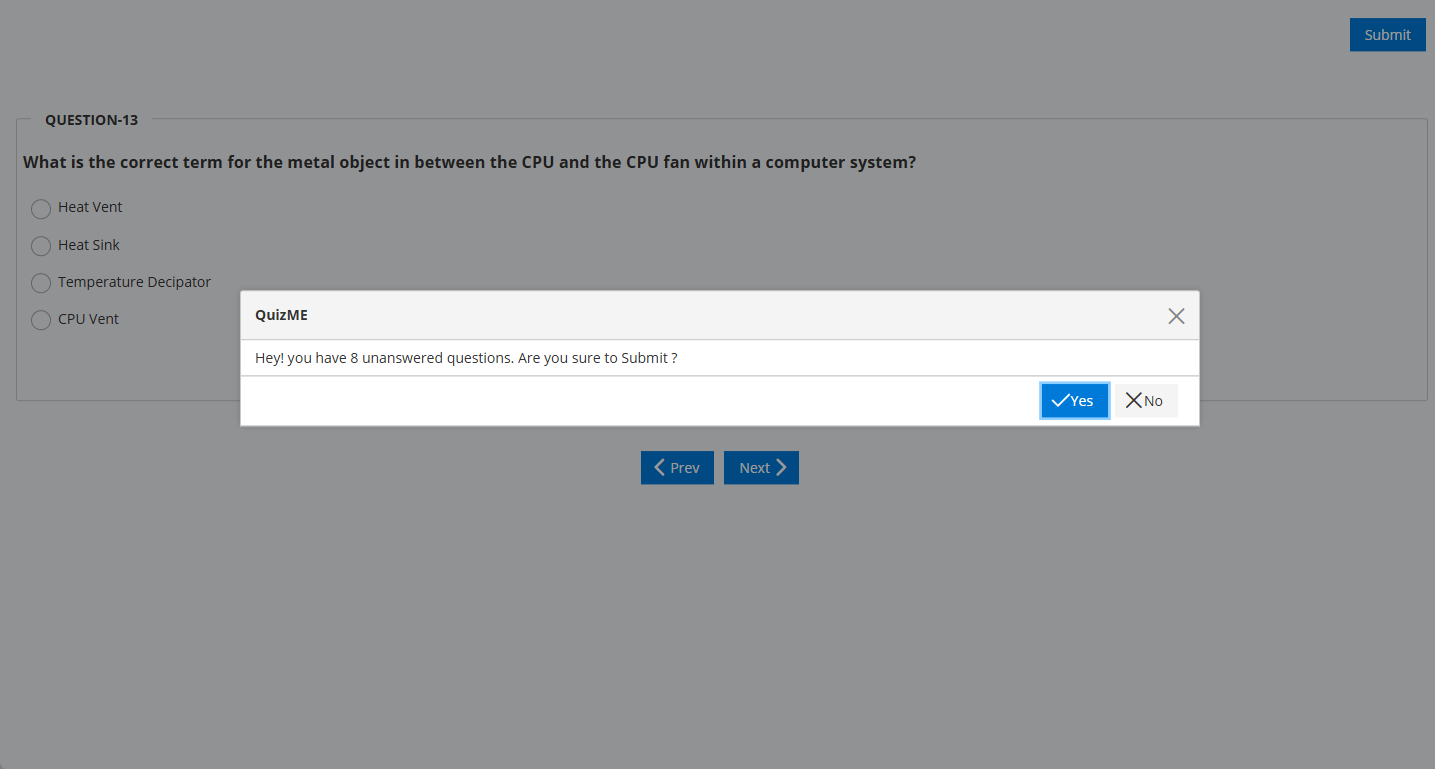 Submit
QUESTION-13
What is the correct term for the metal object in between the CPU and the CPU fan within a computer system?
Heat Vent
Heat Sink
Temperature Decipator
CPU Vent
QuizME
Hey! you have 8 unanswered questions. Are you sure to Submit ?
Yes No
Prev Next